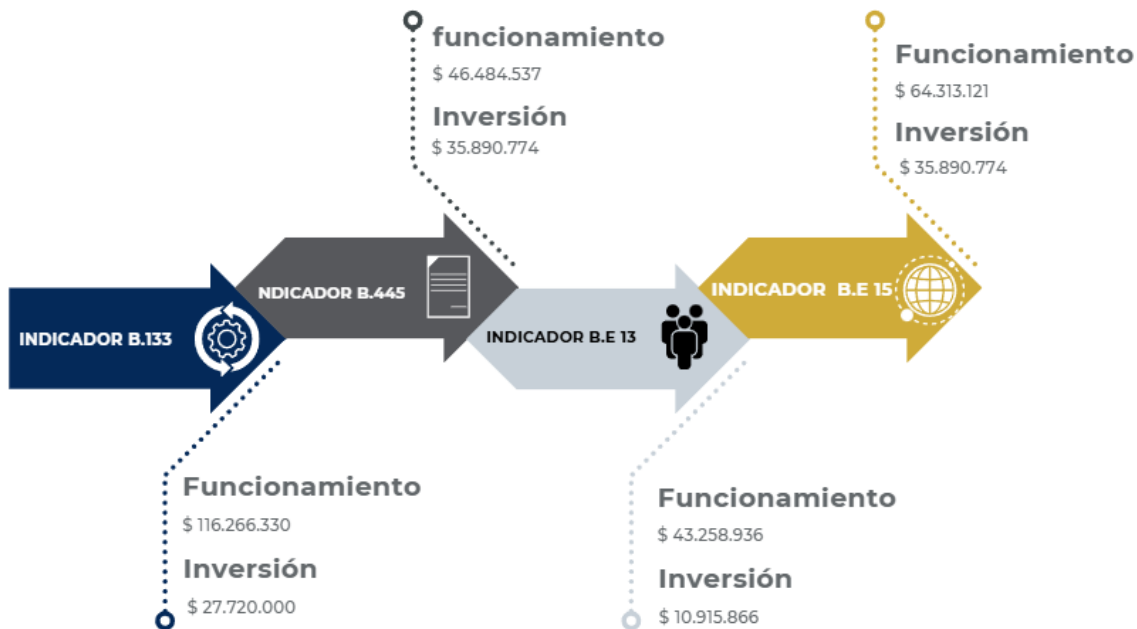 funcionamiento
$ 46.484.537
Inversión
$ 35.890.774
Funcionamiento
$ 64.313.121
Inversión
$ 35.890.774
INDICADOR B.133
NDICADOR B.445
INDICADOR B.E 13
INDICADOR B.E 15
Funcionamiento
$ 116.266.330
Inversión
$ 27.720.000
Funcionamiento
$ 43.258.936
Inversión
$ 10.915.866